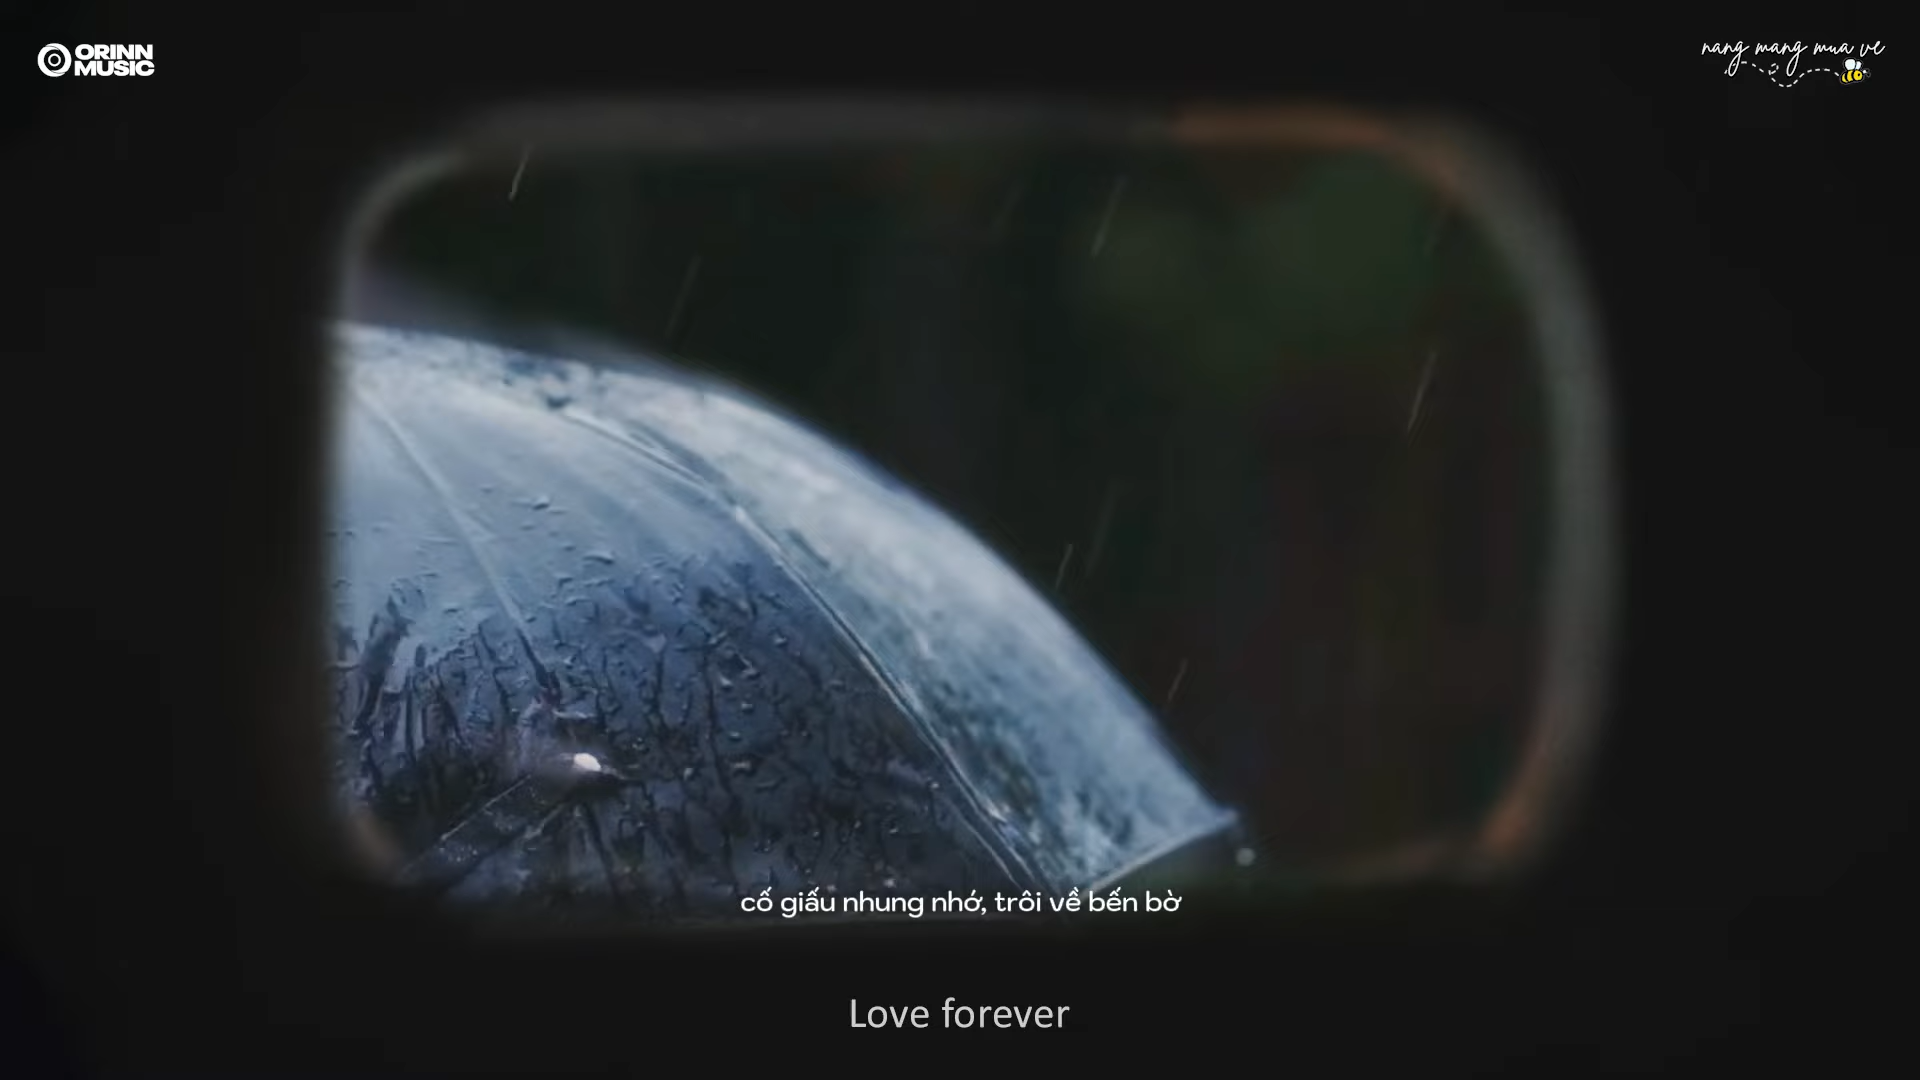 ORINN
MUSIC
nang mang mua ve
cố giấu nhung nhớ, trôi về bến bờ
Love forever